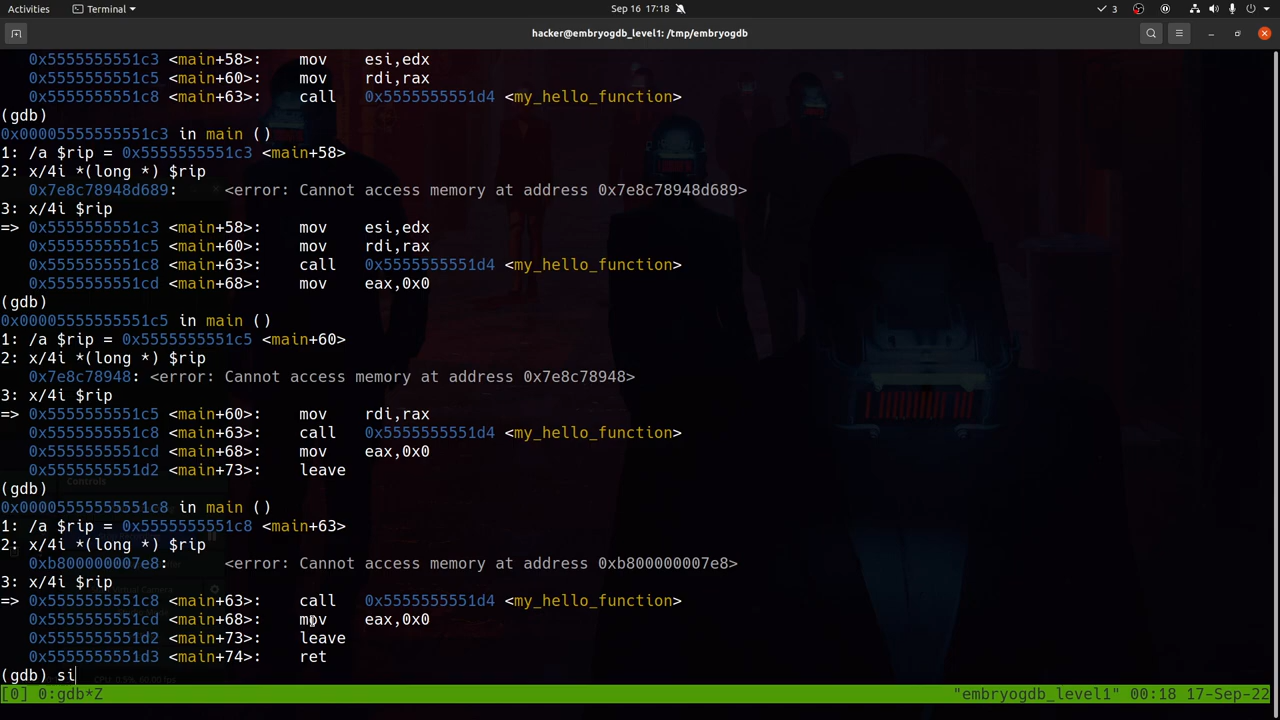 Activities Terminal Sep 16 17:18 3
hacker@embryogdb_level1: /tmp/embryogdb
0x5555555551c3 <main+58>: mov esi,edx
0x5555555551c5 <main+60>: mov rdi,rax
0x5555555551c8 <main+63>: call 0x5555555551d4 <my_hello_function>
(gdb)
0x00005555555551c3 in main ()
1: /a $rip = 0x5555555551c3 <main+58>
2: x/4i *(long *) $rip
0x7e8c78948d689: <error: Cannot access memory at address 0x7e8c78948d689>
3: x/4i $rip
=> 0x5555555551c3 <main+58>: mov esi,edx
0x5555555551c5 <main+60>: mov rdi,rax
0x5555555551c8 <main+63>: call 0x5555555551d4 <my_hello_function>
0x5555555551cd <main+68>: mov eax,0x0
(gdb)
0x00005555555551c5 in main ()
1: /a $rip = 0x5555555551c5 <main+60>
2: x/4i *(long *) $rip
0x7e8c78948: <error: Cannot access memory at address 0x7e8c78948>
3: x/4i $rip
=> 0x5555555551c5 <main+60>: mov rdi,rax
0x5555555551c8 <main+63>: call 0x5555555551d4 <my_hello_function>
0x5555555551cd <main+68>: mov eax,0x0
0x5555555551d2 <main+73>: leave
Controls
(gdb)
0x00005555555551c8 in main ()
1: /a $rip = 0x5555555551c8 <main+63>
2: x/4i *(long *) $rip
0xb800000007e8: <error: Cannot access memory at address 0xb800000007e8>
3: x/4i $rip
=> 0x5555555551c8 <main+63>: call 0x5555555551d4 <my_hello_function>
0x5555555551cd <main+68>: mov eax,0x0
0x5555555551d2 <main+73>: leave
0x5555555551d3 <main+74>: ret
(gdb) si
[0] 0:gdb*Z "embryogdb_level1" 00:18 17-Sep-22